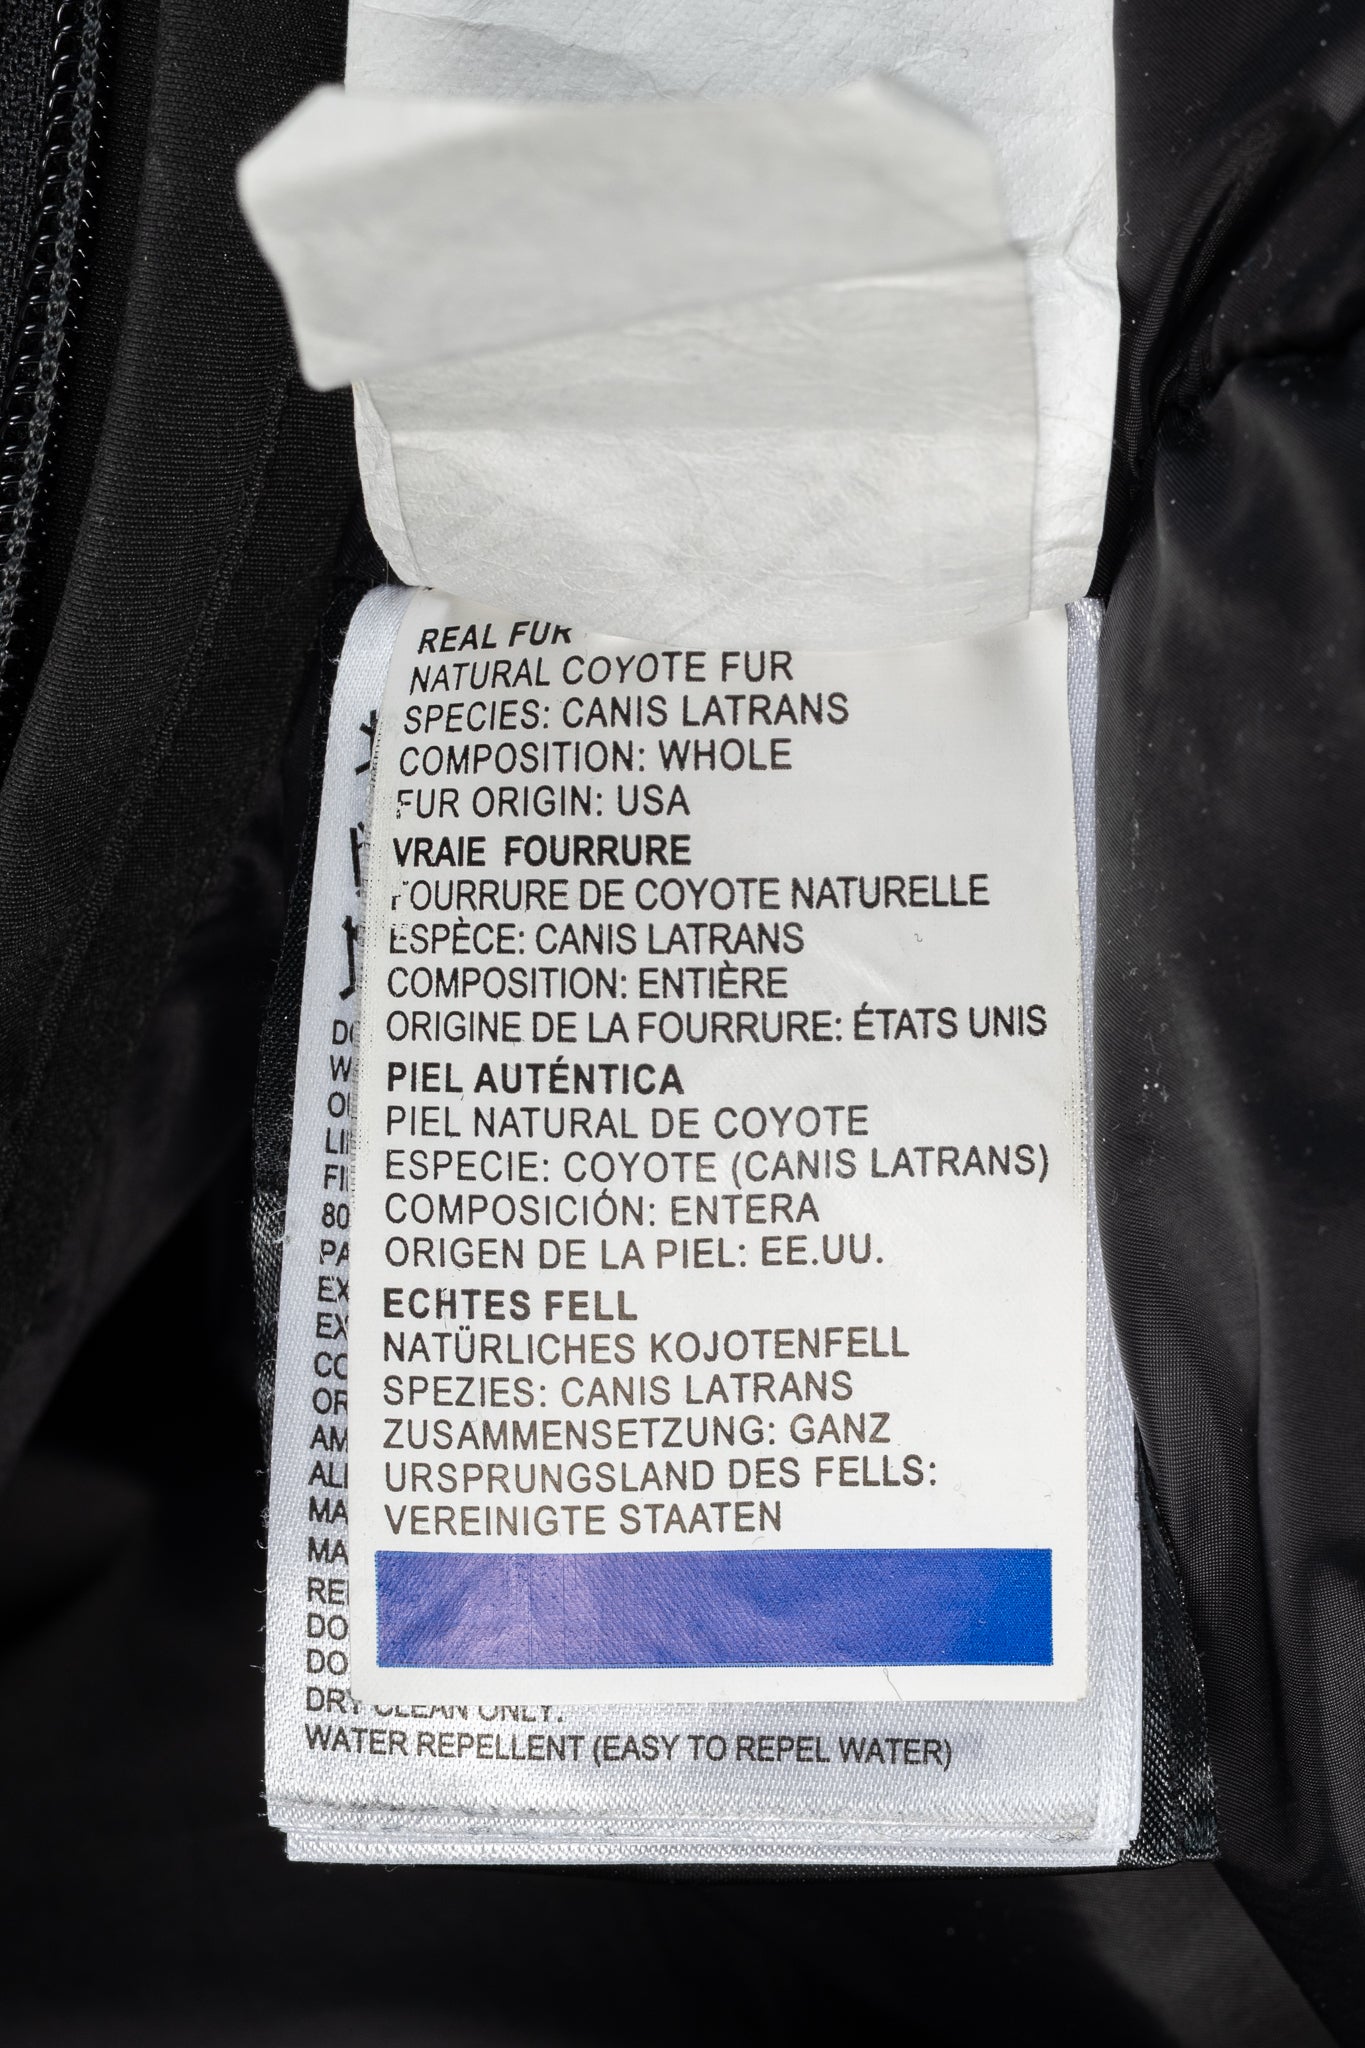 REAL FUR
NATURAL COYOTE FUR
SPECIES: CANIS LATRANS
COMPOSITION: WHOLE
FUR ORIGIN: USA
VRAIE FOURRURE
FOURRURE DE COYOTE NATURELLE
ESPÈCE: CANIS LATRANS
COMPOSITION: ENTIÈRE
ORIGINE DE LA FOURRURE: ÉTATS UNIS
PIEL AUTÉNTICA
PIEL NATURAL DE COYOTE
ESPECIE: COYOTE (CANIS LATRANS)
COMPOSICIÓN: ENTERA
ORIGEN DE LA PIEL: EE.UU.
ECHTES FELL
NATÜRLICHES KOJOTENFELL
SPEZIES: CANIS LATRANS
ZUSAMMENSETZUNG: GANZ
URSPRUNGSLAND DES FELLS:
VEREINIGTE STAATEN
DRY CLEAN ONLY.
WATER REPELLENT (EASY TO REPEL WATER)